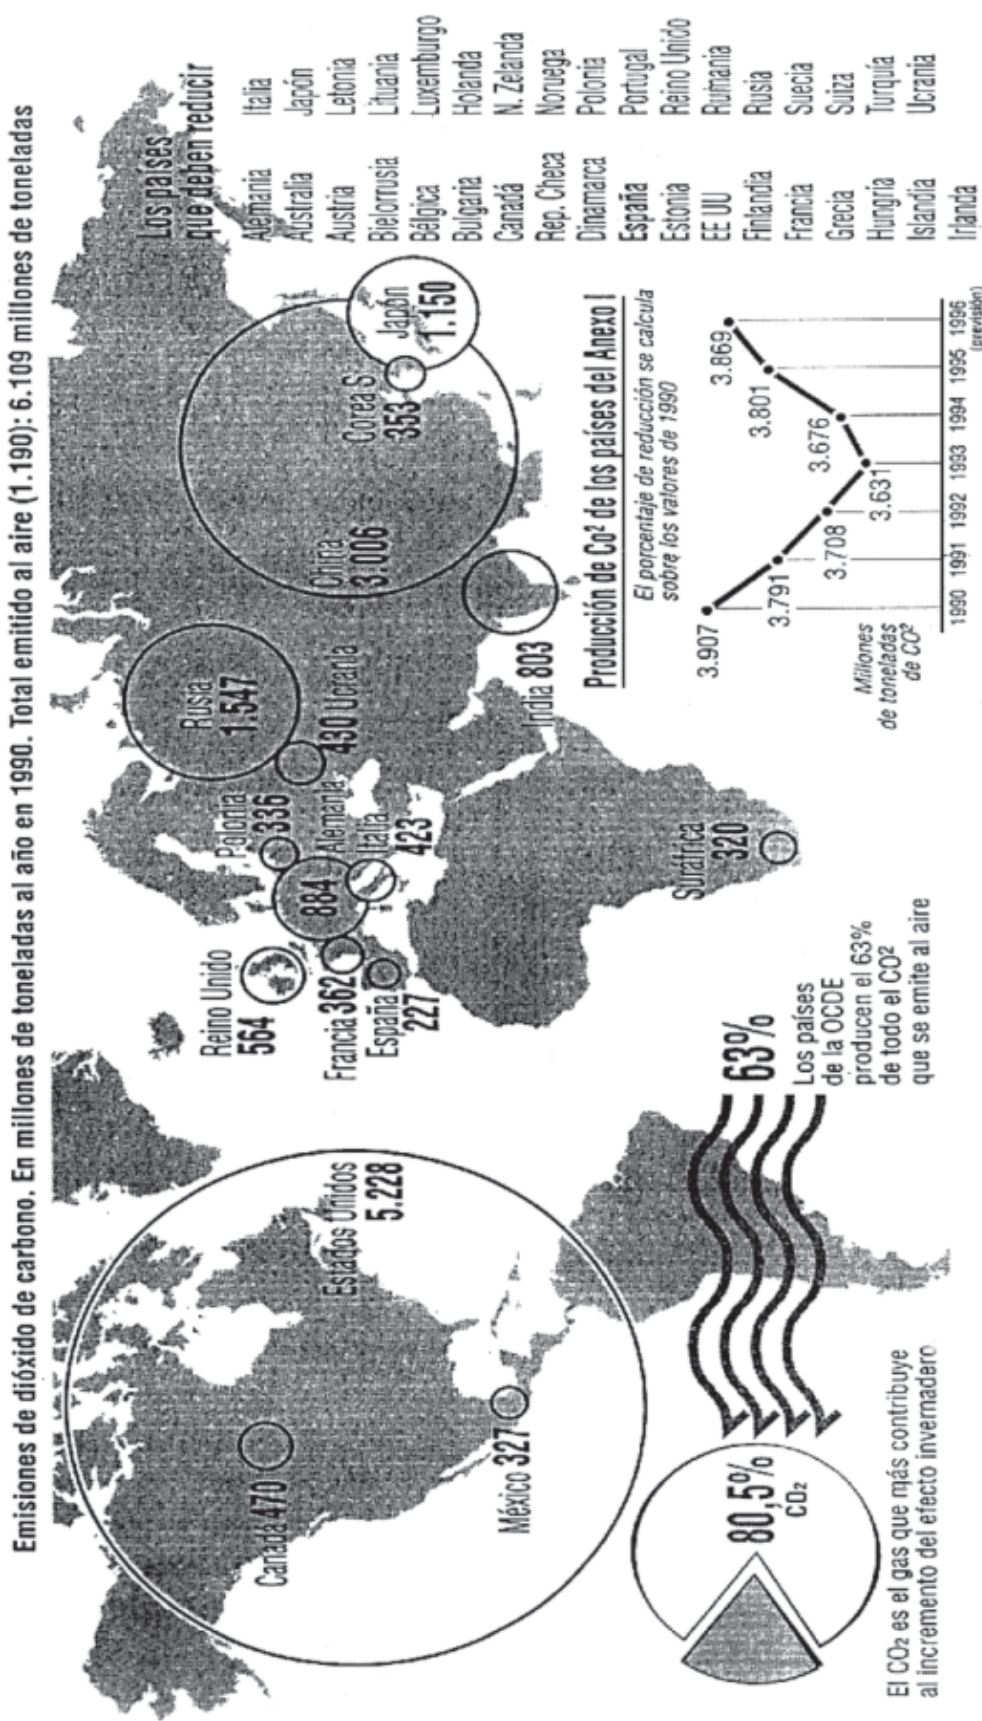 Emisiones de dióxido de carbono. En millones de toneladas al año en 1990. Total emitido al aire (1.190): 6.109 millones de toneladas
Canadá 470
Estados Unidos
5.228
México 327
Reino Unido
564
Francia 362
España
227
Polonia
336
884
Alemania
Italia
423
Rusia
1.547
430 Ucrania
China
3.006
Corea S.
353
Japón
1.150
India 803
Suráfrica
320
Los países
que deben reducir
Alemania
Australia
Austria
Bielorrusia
Bélgica
Bulgaria
Canadá
Rep. Checa
Dinamarca
España
Estonia
EE UU
Finlandia
Francia
Grecia
Hungría
Islandia
Irlanda
Italia
Japón
Letonia
Lituania
Luxemburgo
Holanda
N. Zelanda
Noruega
Polonia
Portugal
Reino Unido
Rumania
Rusia
Suecia
Suiza
Turquía
Ucrania
80,5%
CO₂
El CO₂ es el gas que más contribuye
al incremento del efecto invernadero
63%
Los países
de la OCDE
producen el 63%
de todo el CO²
que se emite al aire
Producción de Co² de los países del Anexo I
El porcentaje de reducción se calcula
sobre los valores de 1990
3.907
3.791
3.708
3.631
3.676
3.801
3.869
Millones
de toneladas
de CO²
1990 1991 1992 1993 1994 1995 1996
(previsión)